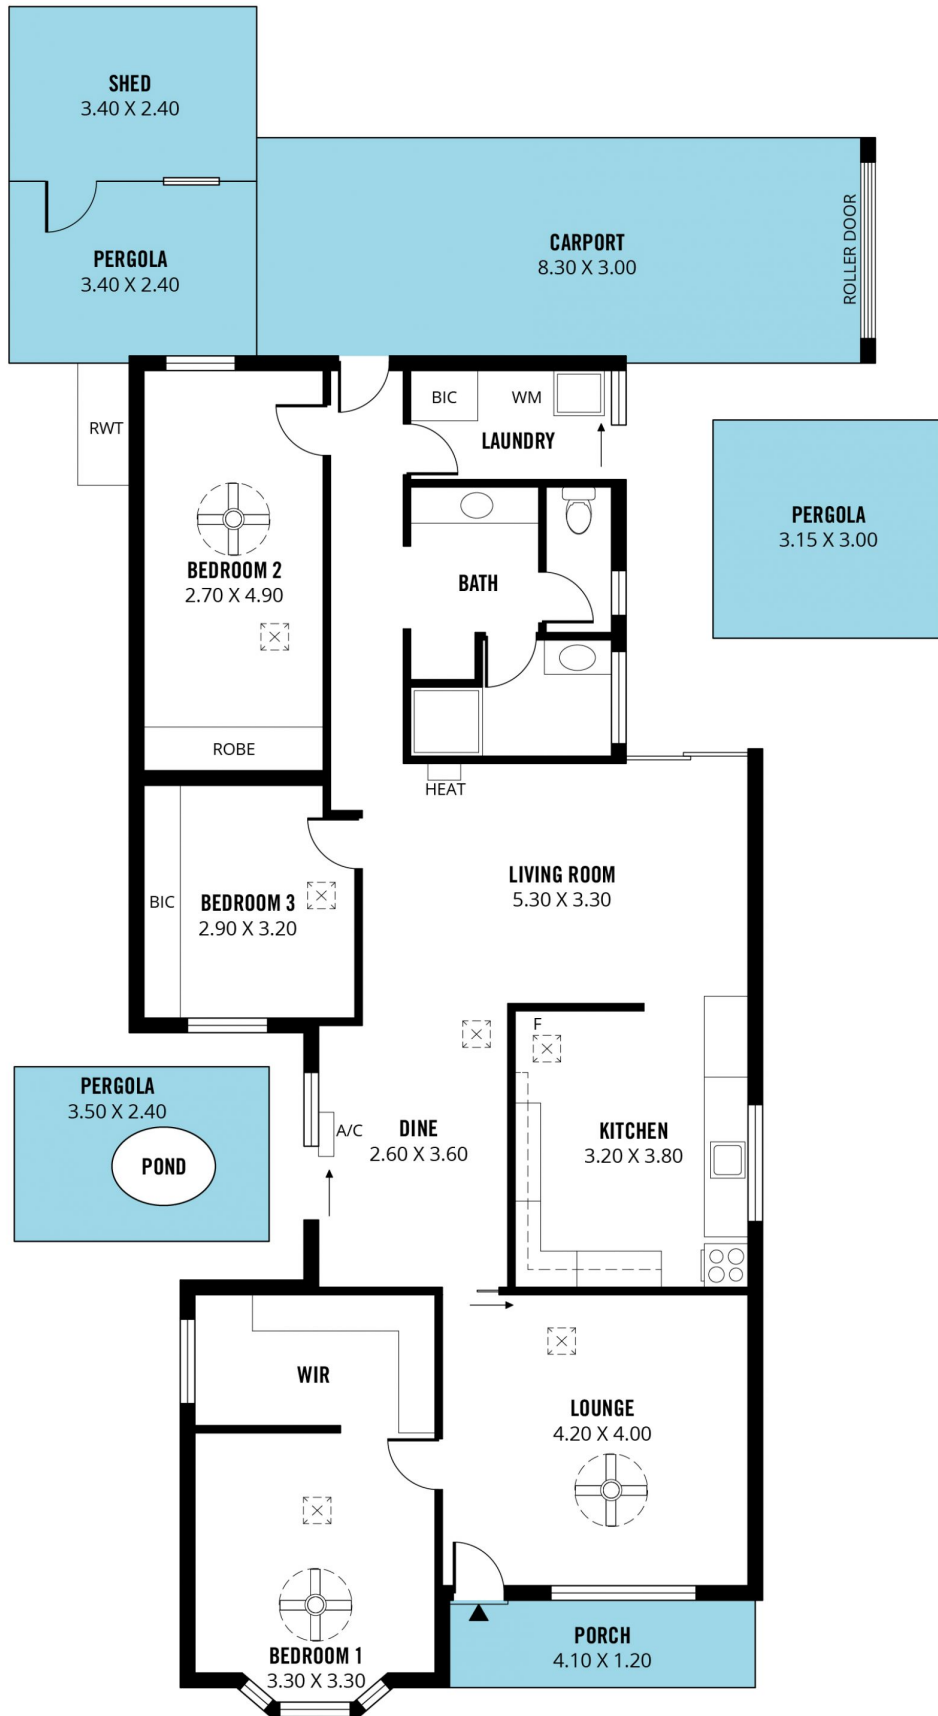 SHED
3.40 X 2.40
PERGOLA
3.40 X 2.40
CARPORT
8.30 X 3.00
ROLLER DOOR
RWT
BIC
WM
LAUNDRY
PERGOLA
3.15 X 3.00
BEDROOM 2
2.70 X 4.90
BATH
ROBE
HEAT
LIVING ROOM
5.30 X 3.30
BIC
BEDROOM 3
2.90 X 3.20
F
PERGOLA
3.50 X 2.40
POND
A/C
DINE
2.60 X 3.60
KITCHEN
3.20 X 3.80
WIR
LOUNGE
4.20 X 4.00
BEDROOM 1
3.30 X 3.30
PORCH
4.10 X 1.20